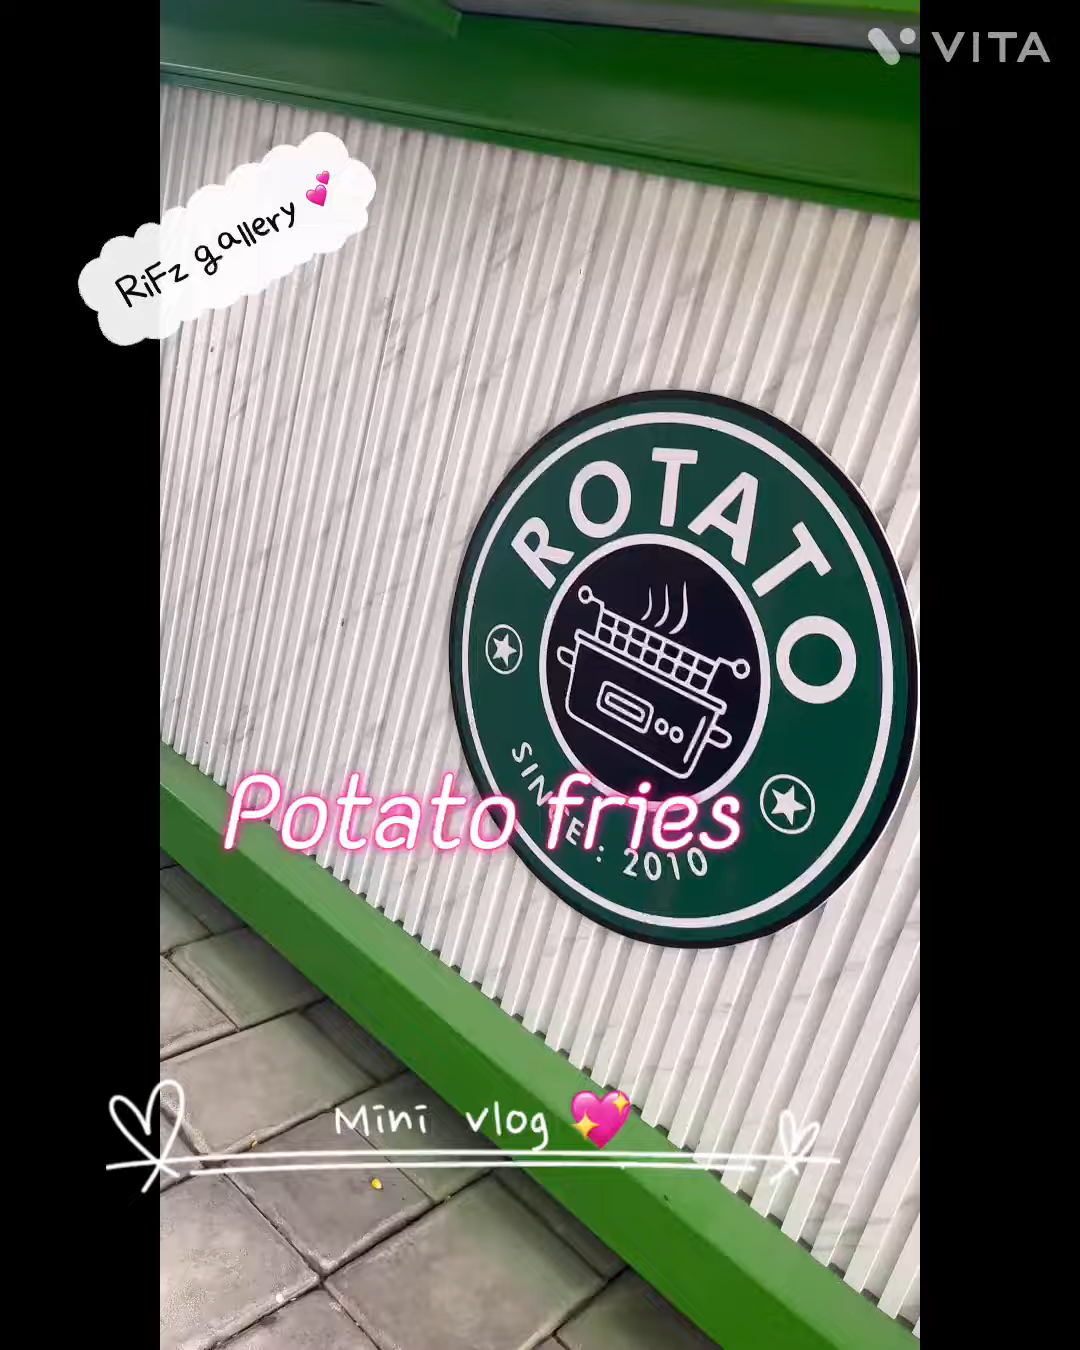 VITA
RiFz gallery 💕
ROTATO
SINCE: 2010
Potato fries
Mini vlog 💖